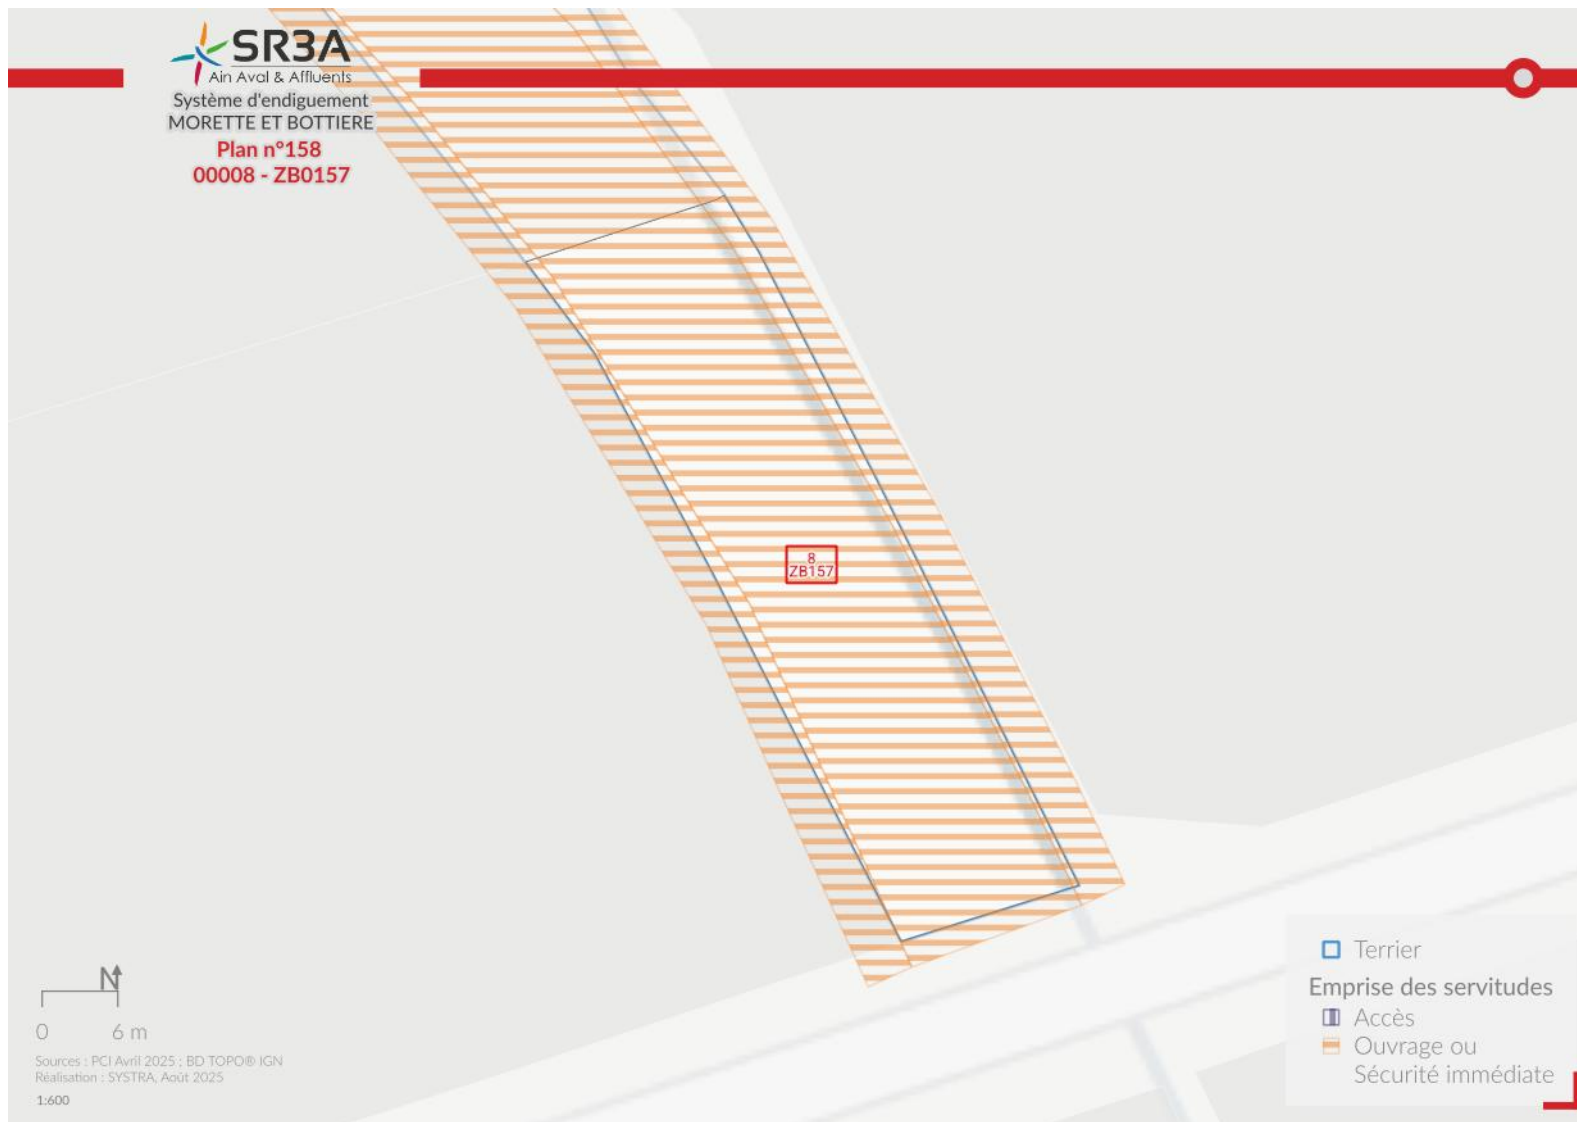 SR3A
Ain Aval & Affluents
Système d'endiguement
MORETTE ET BOTTIERE
Plan n°158
00008 - ZB0157
8
ZB157
N
0 6 m
Sources : PCI Avril 2025 ; BD TOPO® IGN
Réalisation : SYSTRA, Août 2025
1:600
Terrier
Emprise des servitudes
Accès
Ouvrage ou
Sécurité immédiate